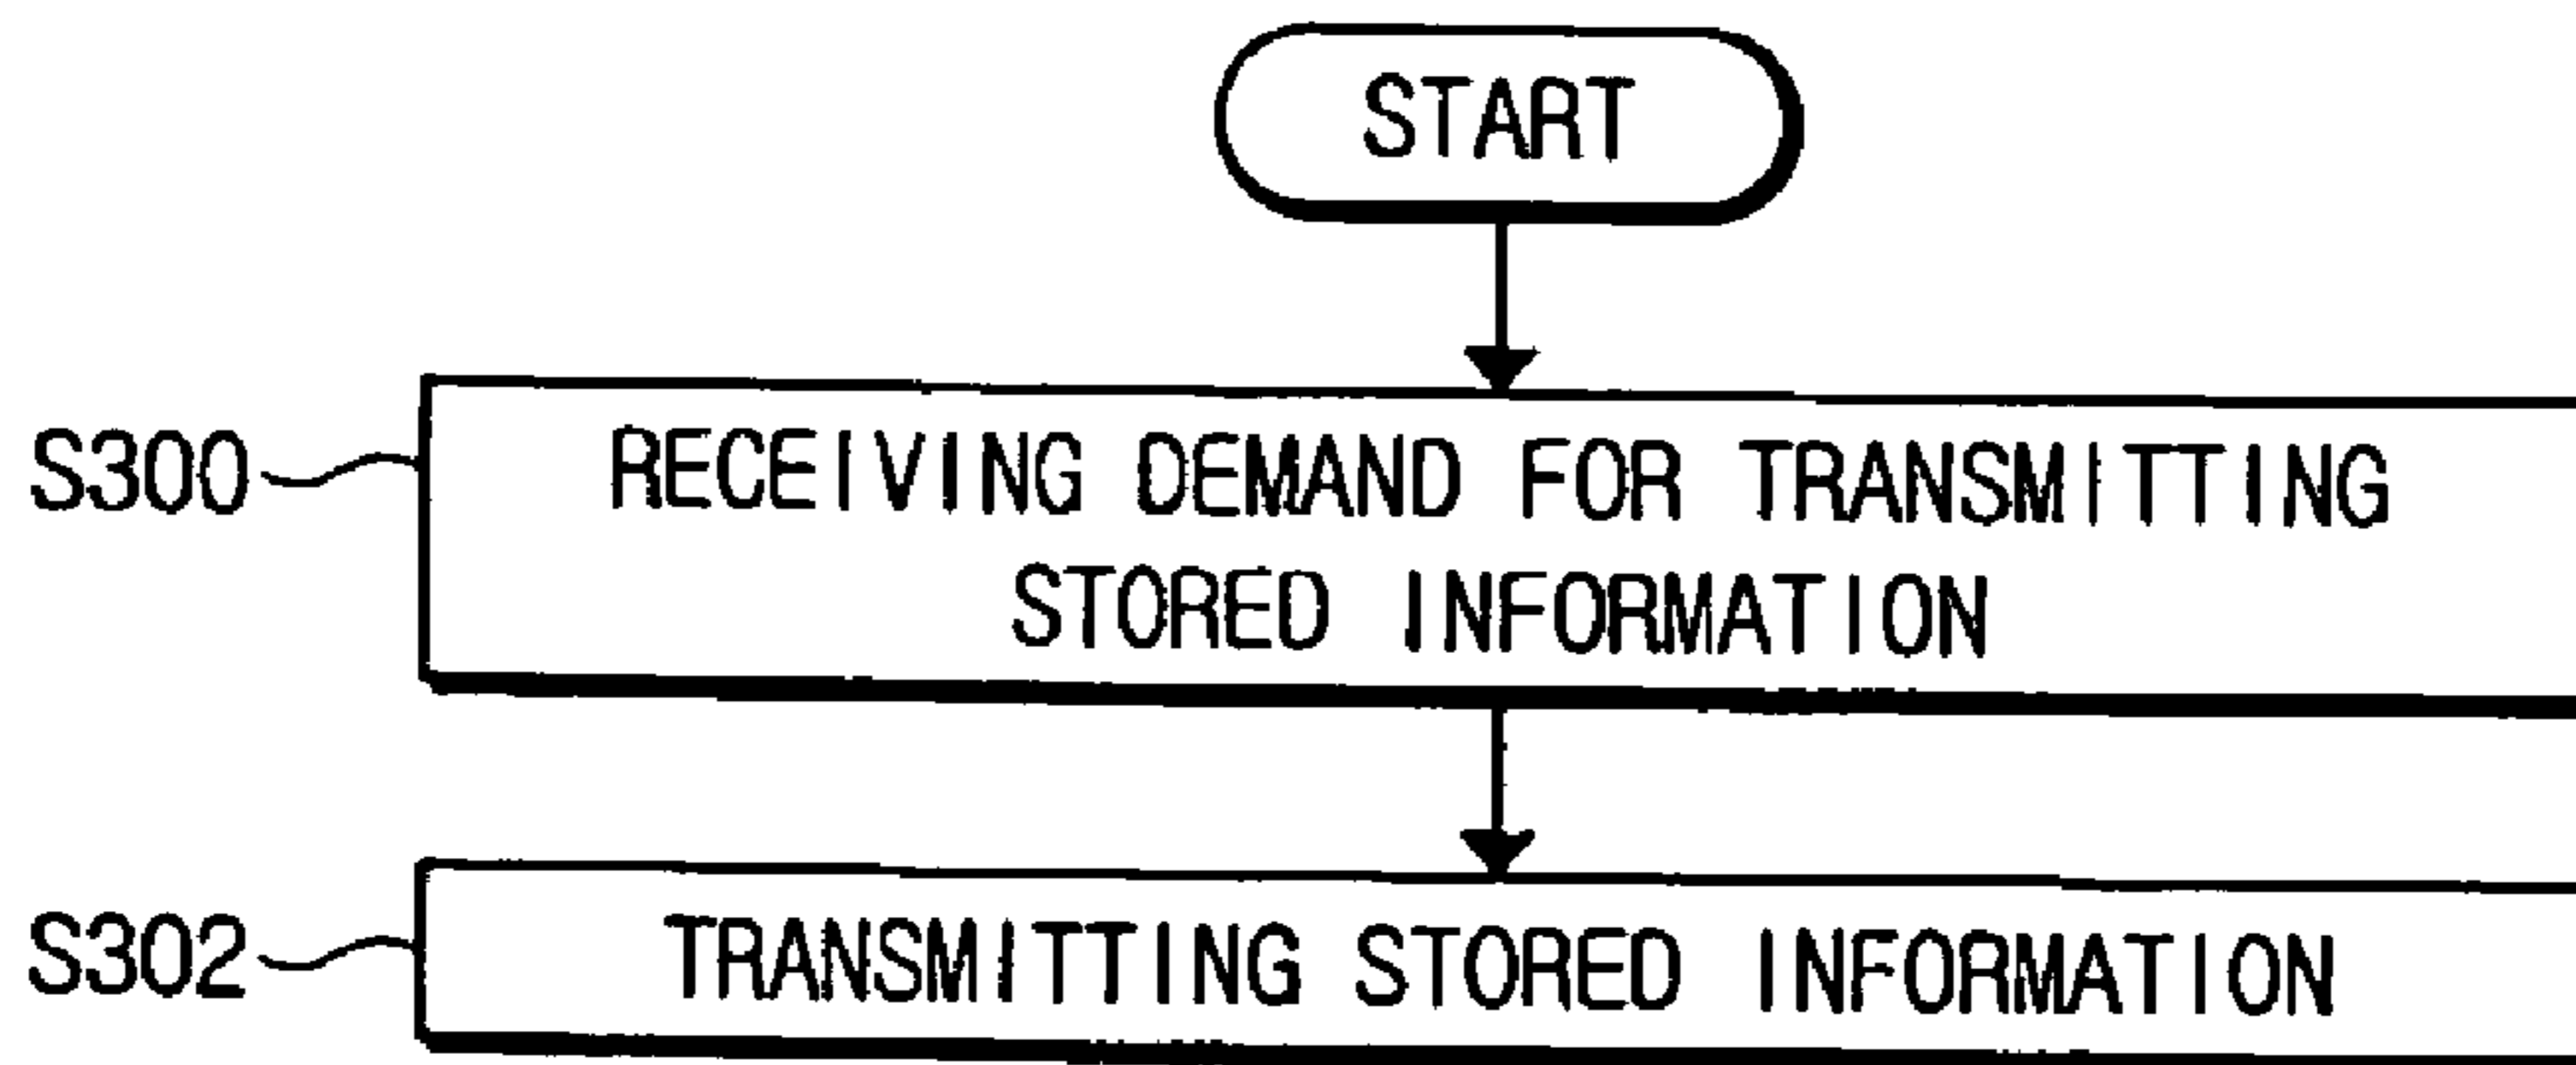 START
S300
RECEIVING DEMAND FOR TRANSMITTING
STORED INFORMATION
S302
TRANSMITTING STORED INFORMATION